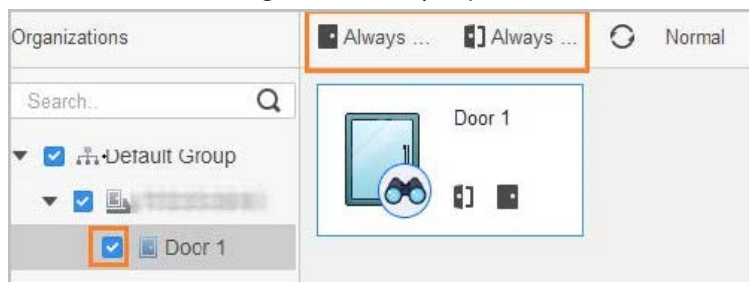 Organizations
Always ... Always ... Normal
Search..
Door 1
Default Group
Door 1